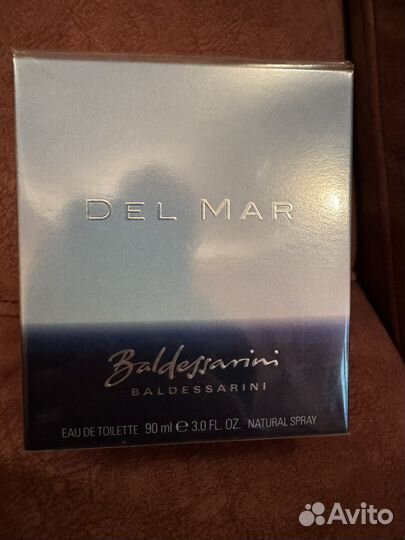 DEL MAR
Baldessarini
BALDESSARINI
EAU DE TOILETTE 90 ml ℮ 3.0 FL. OZ. NATURAL SPRAY
Avito